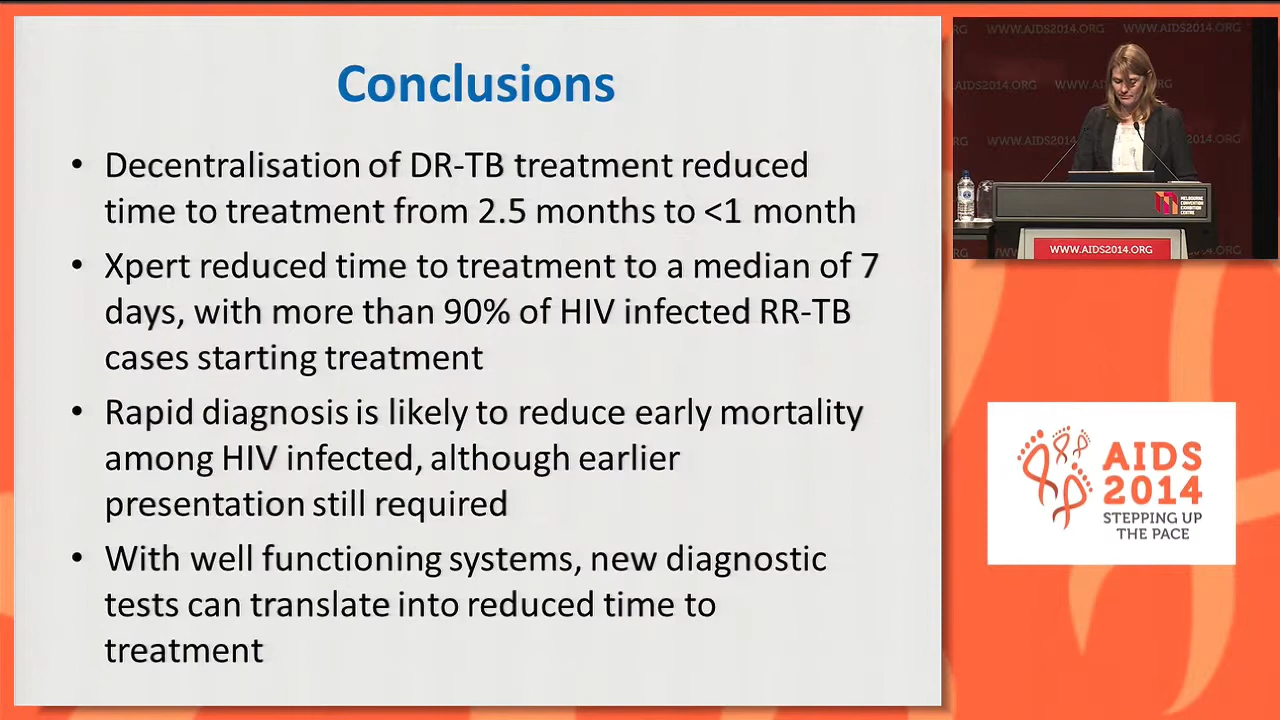 Conclusions
• Decentralisation of DR-TB treatment reduced
time to treatment from 2.5 months to <1 month
• Xpert reduced time to treatment to a median of 7
days, with more than 90% of HIV infected RR-TB
cases starting treatment
• Rapid diagnosis is likely to reduce early mortality
among HIV infected, although earlier
presentation still required
• With well functioning systems, new diagnostic
tests can translate into reduced time to
treatment
WWW.AIDS2014.ORG
WWW.AIDS2014.ORG
MELBOURNE
CONVENTION
EXHIBITION
CENTRE
WWW.AIDS2014.ORG
AIDS
2014
STEPPING UP
THE PACE